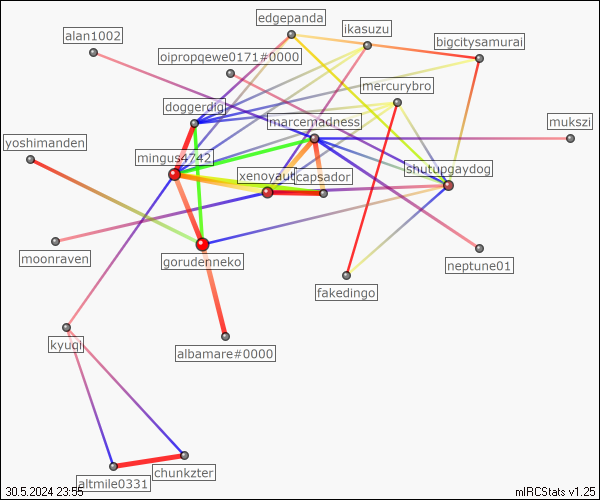 edgepanda
ikasuzu
alan1002
bigcitysamurai
oipropqewe0171#0000
mercurybro
doggerdig
marcemadness
mukszi
yoshimanden
mingus4742
xenoyaut
capsador
shutupgaydog
moonraven
gorudenneko
neptune01
fakedingo
kyuqi
albamare#0000
chunkzter
altmile0331
30.5.2024 23:55
mIRCStats v1.25